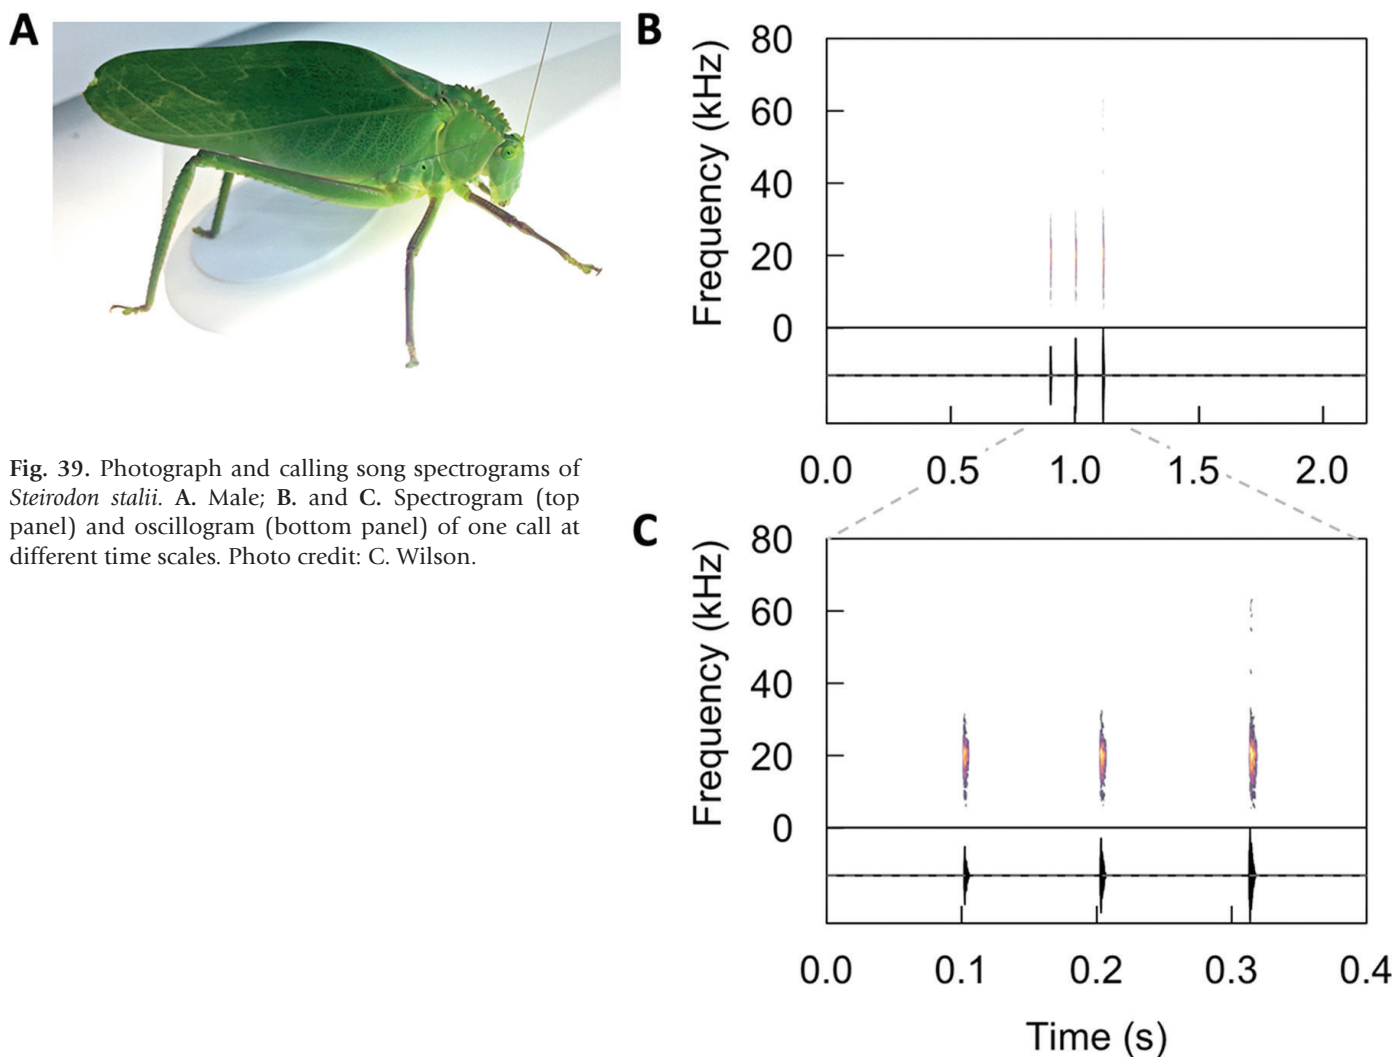 A
B
80
60
40
20
0
Frequency (kHz)
0.0 0.5 1.0 1.5 2.0
Fig. 39. Photograph and calling song spectrograms of
Steirodon stalii. A. Male; B. and C. Spectrogram (top
panel) and oscillogram (bottom panel) of one call at
different time scales. Photo credit: C. Wilson.
C
80
60
40
20
0
Frequency (kHz)
0.0 0.1 0.2 0.3 0.4
Time (s)